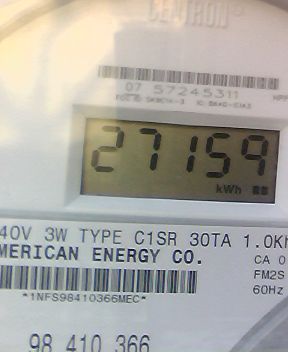 CENTRON
07 57245311
27159
kWh
40V 3W TYPE C1SR 30TA 1.0Kh
MERICAN ENERGY CO.
CA 0
FM2S
60Hz
*1NFS98410366MEC*
98 410 366